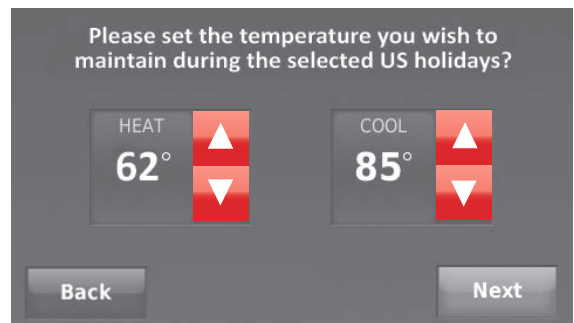 Please set the temperature you wish to
maintain during the selected US holidays?
HEAT
62°
COOL
85°
Back
Next